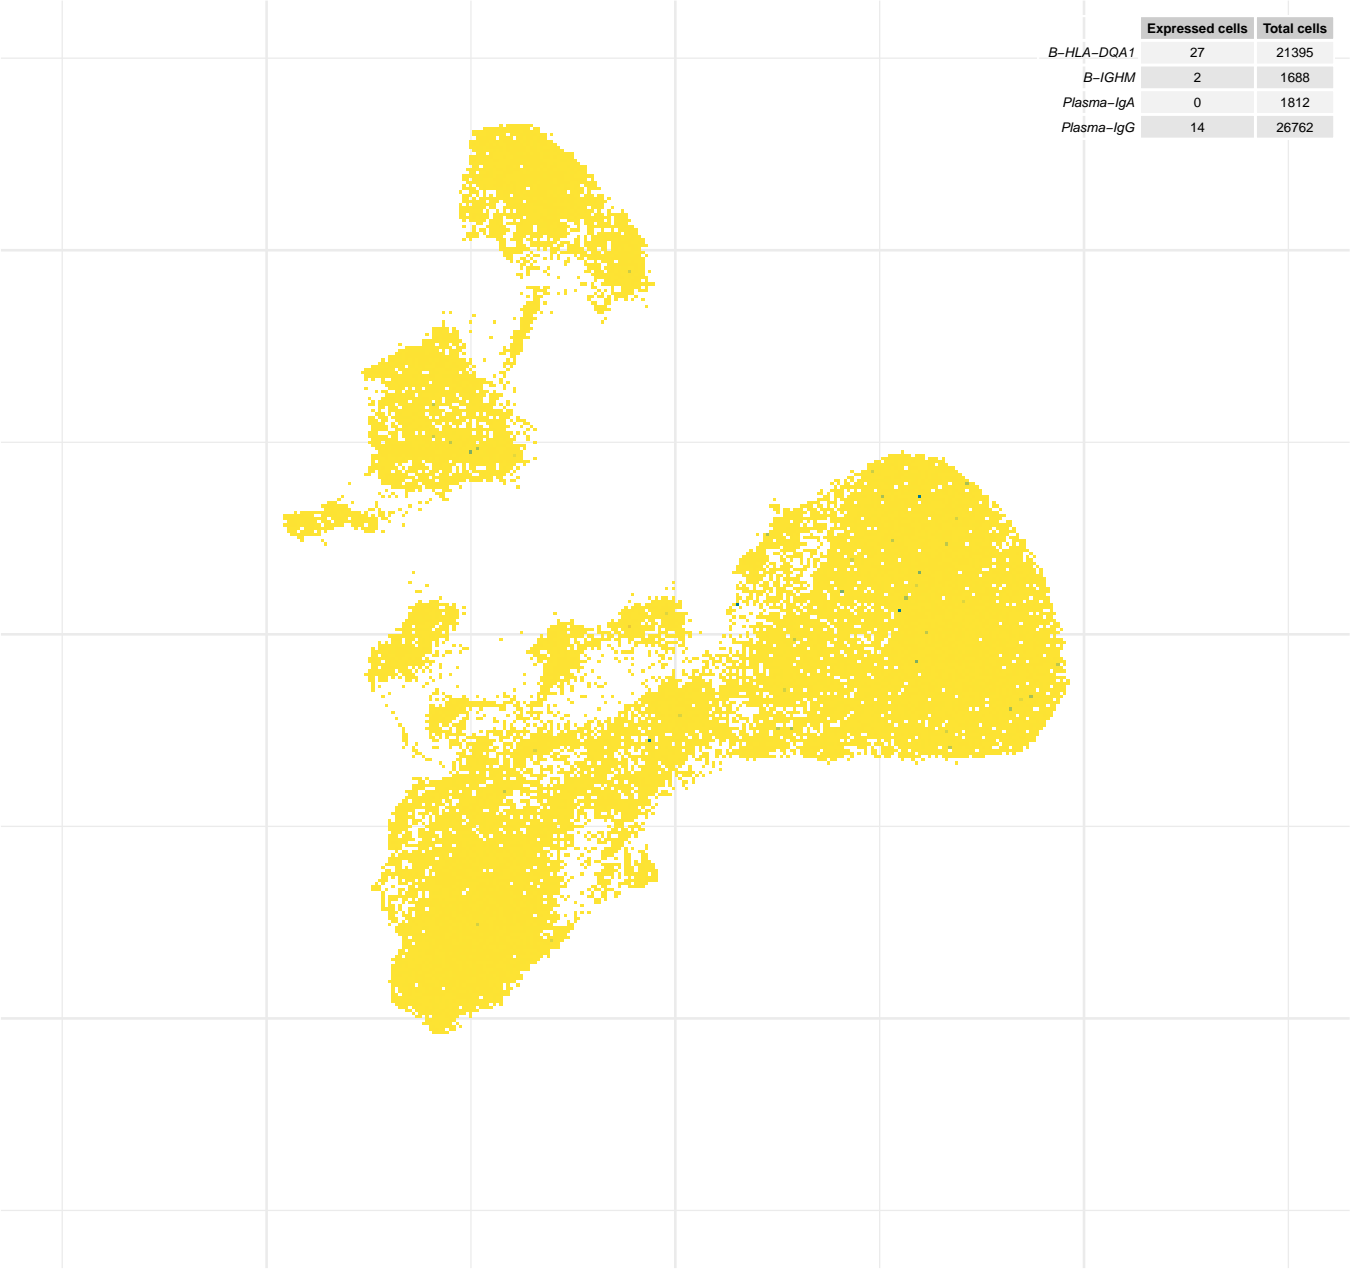 Expressed cells Total cells
B−HLA−DQA1 27 21395
B−IGHM 2 1688
Plasma−IgA 0 1812
Plasma−IgG 14 26762